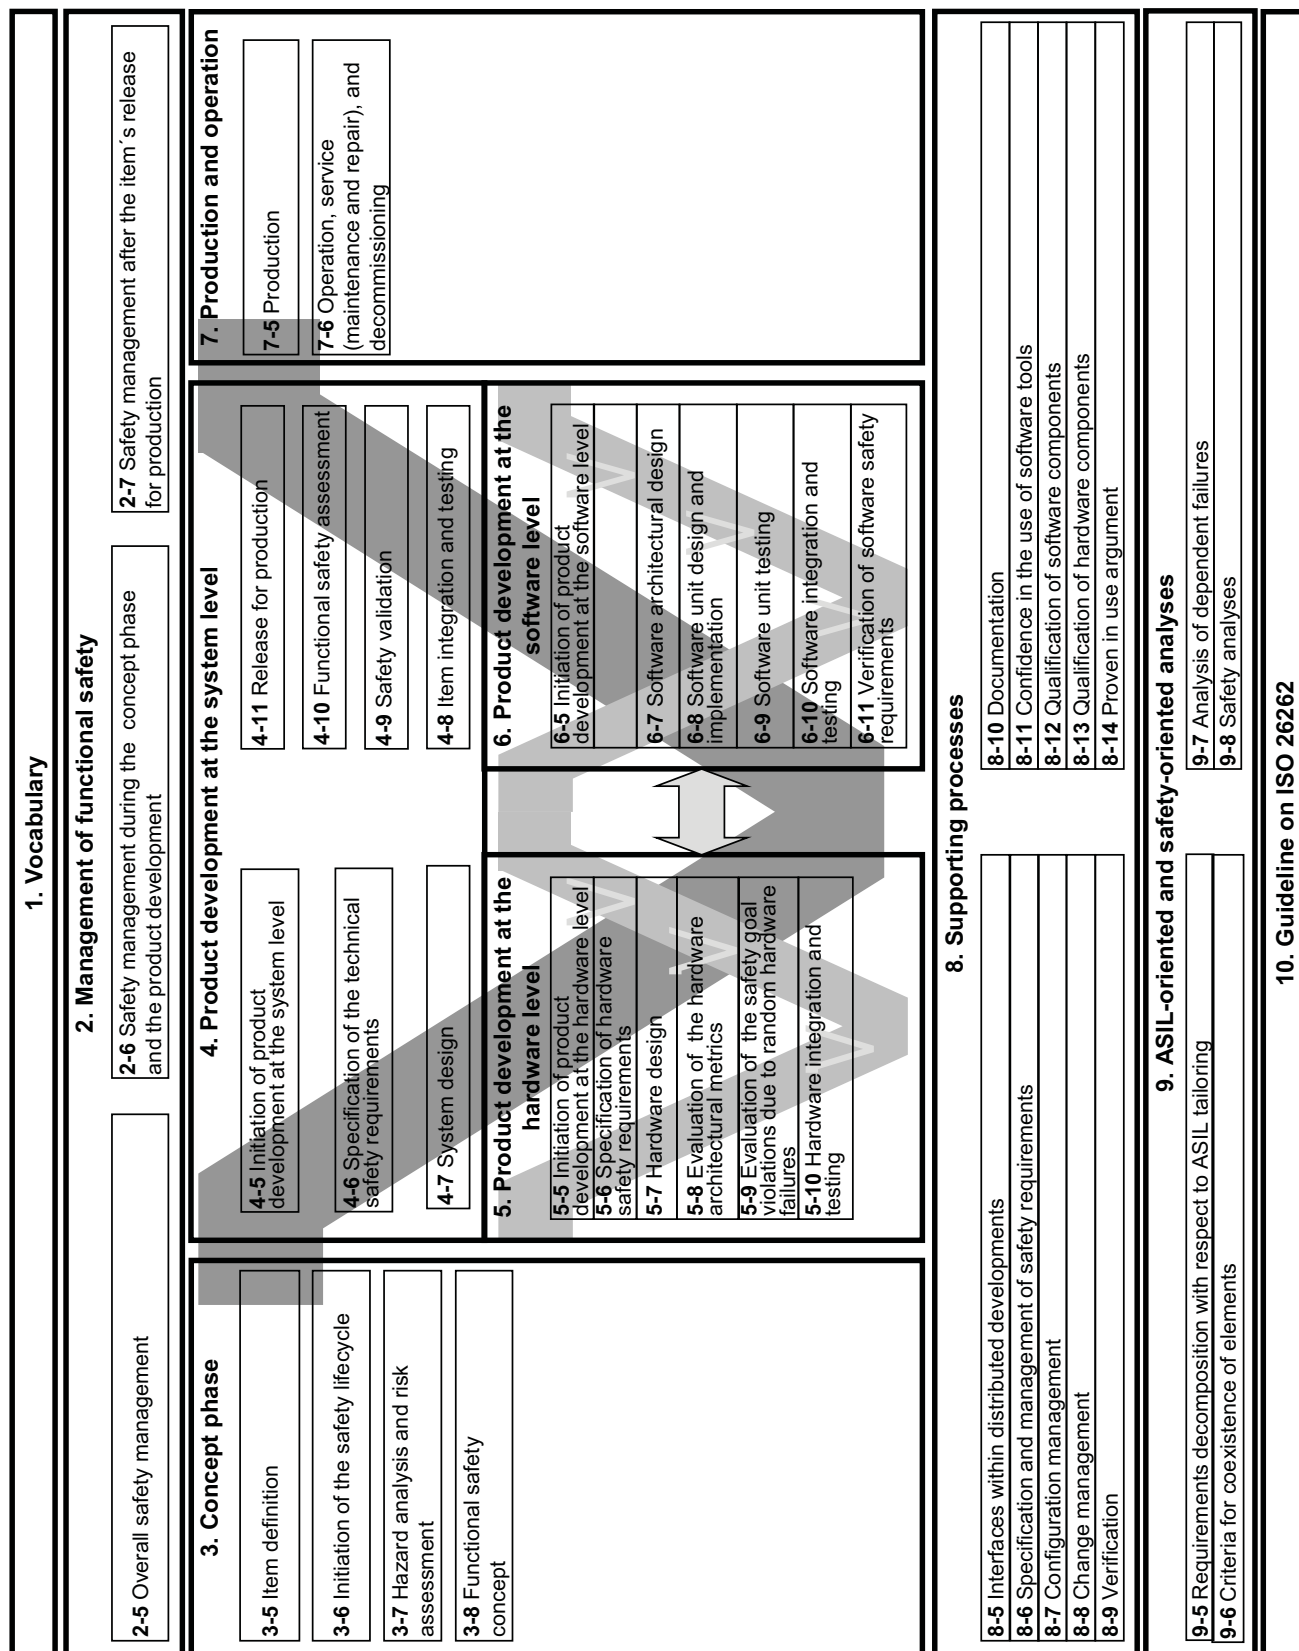 1. Vocabulary
2. Management of functional safety
2-5 Overall safety management
2-6 Safety management during the concept phase
and the product development
2-7 Safety management after the item´s release
for production
3. Concept phase
3-5 Item definition
3-6 Initiation of the safety lifecycle
3-7 Hazard analysis and risk
assessment
3-8 Functional safety
concept
4. Product development at the system level
4-5 Initiation of product
development at the system level
4-6 Specification of the technical
safety requirements
4-7 System design
4-11 Release for production
4-10 Functional safety assessment
4-9 Safety validation
4-8 Item integration and testing
5. Product development at the
hardware level
5-5 Initiation of product
development at the hardware level
5-6 Specification of hardware
safety requirements
5-7 Hardware design
5-8 Evaluation of the hardware
architectural metrics
5-9 Evaluation of the safety goal
violations due to random hardware
failures
5-10 Hardware integration and
testing
6. Product development at the
software level
6-5 Initiation of product
development at the software level
6-7 Software architectural design
6-8 Software unit design and
implementation
6-9 Software unit testing
6-10 Software integration and
testing
6-11 Verification of software safety
requirements
7. Production and operation
7-5 Production
7-6 Operation, service
(maintenance and repair), and
decommissioning
8. Supporting processes
8-5 Interfaces within distributed developments
8-6 Specification and management of safety requirements
8-7 Configuration management
8-8 Change management
8-9 Verification
8-10 Documentation
8-11 Confidence in the use of software tools
8-12 Qualification of software components
8-13 Qualification of hardware components
8-14 Proven in use argument
9. ASIL-oriented and safety-oriented analyses
9-5 Requirements decomposition with respect to ASIL tailoring
9-6 Criteria for coexistence of elements
9-7 Analysis of dependent failures
9-8 Safety analyses
10. Guideline on ISO 26262